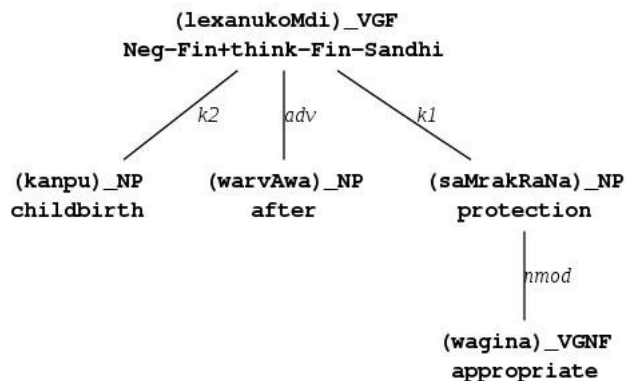 (lexanukoMdi)_VGF
Neg-Fin+think-Fin-Sandhi
k2 adv k1
(kanpu)_NP (warvAwa)_NP (saMrakRaNa)_NP
childbirth after protection
nmod
(wagina)_VGNF
appropriate